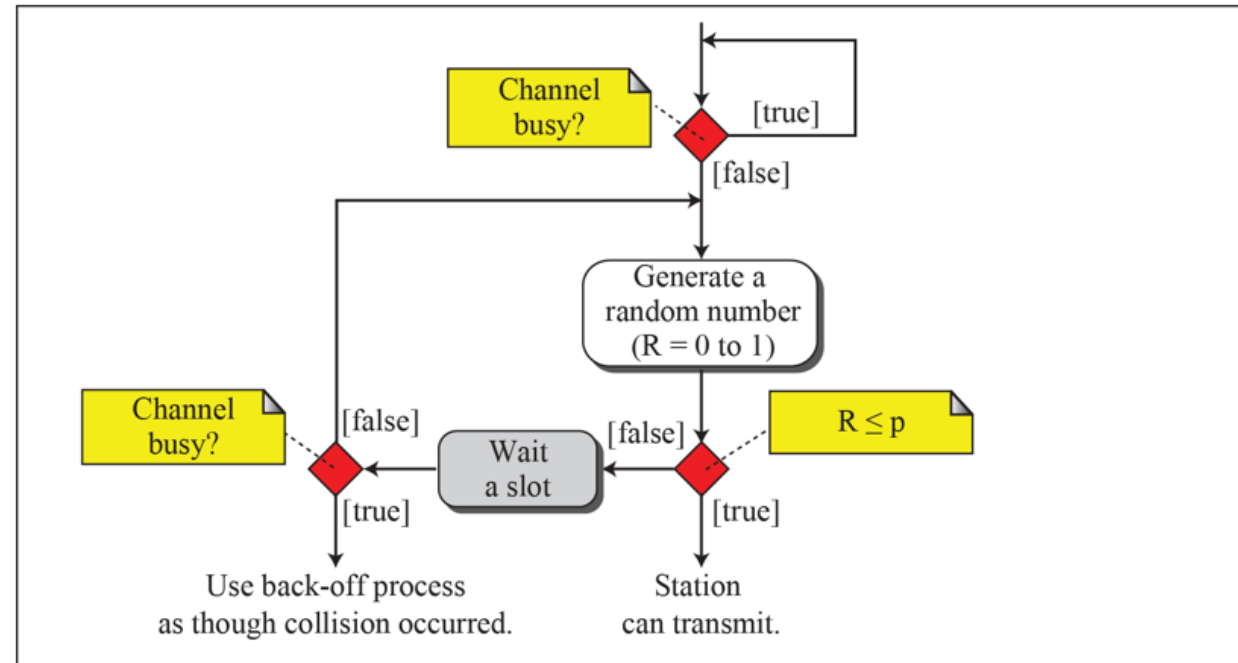 Channel
busy?
[true]
[false]
Generate a
random number
(R = 0 to 1)
Channel
busy?
[false]
Wait
a slot
[false]
R ≤ p
[true]
[true]
Use back-off process
as though collision occurred.
Station
can transmit.